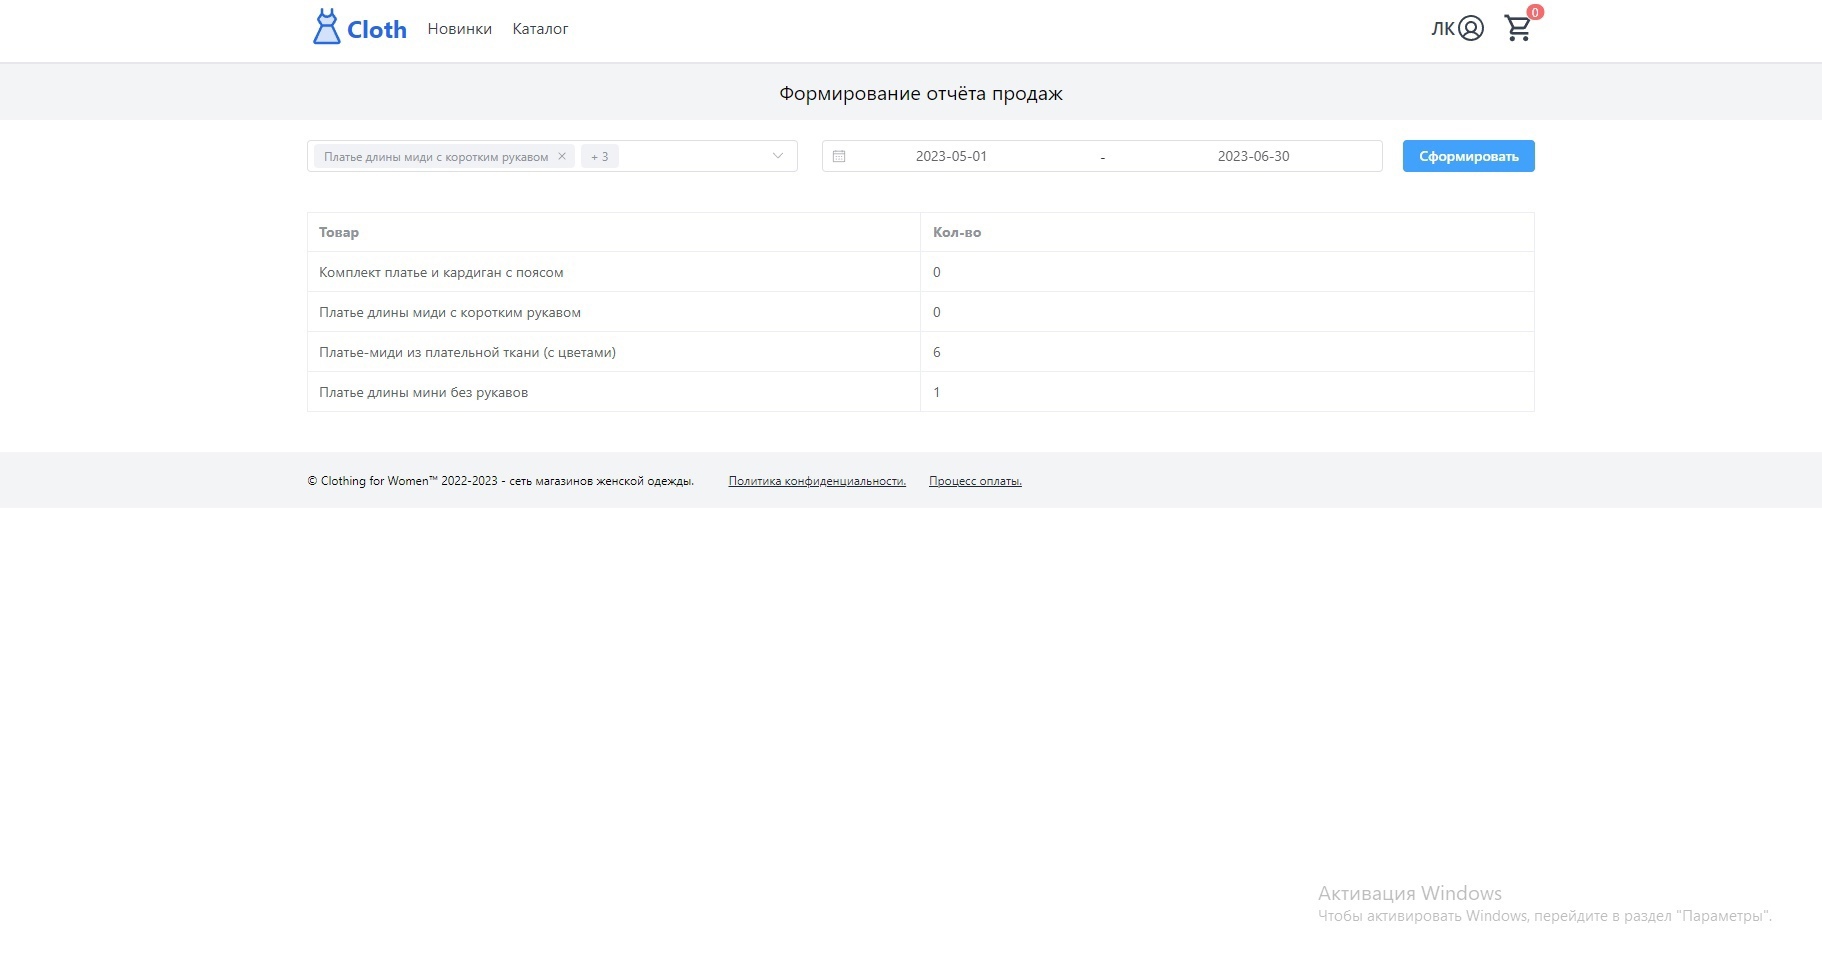 Cloth Новинки Каталог ЛК 0
Формирование отчёта продаж
Платье длины миди с коротким рукавом × + 3 2023-05-01 - 2023-06-30 Сформировать
Товар Кол-во
Комплект платье и кардиган с поясом 0
Платье длины миди с коротким рукавом 0
Платье-миди из плательной ткани (с цветами) 6
Платье длины мини без рукавов 1
© Clothing for Women™ 2022-2023 - сеть магазинов женской одежды. Политика конфиденциальности. Процесс оплаты.
Активация Windows
Чтобы активировать Windows, перейдите в раздел "Параметры".